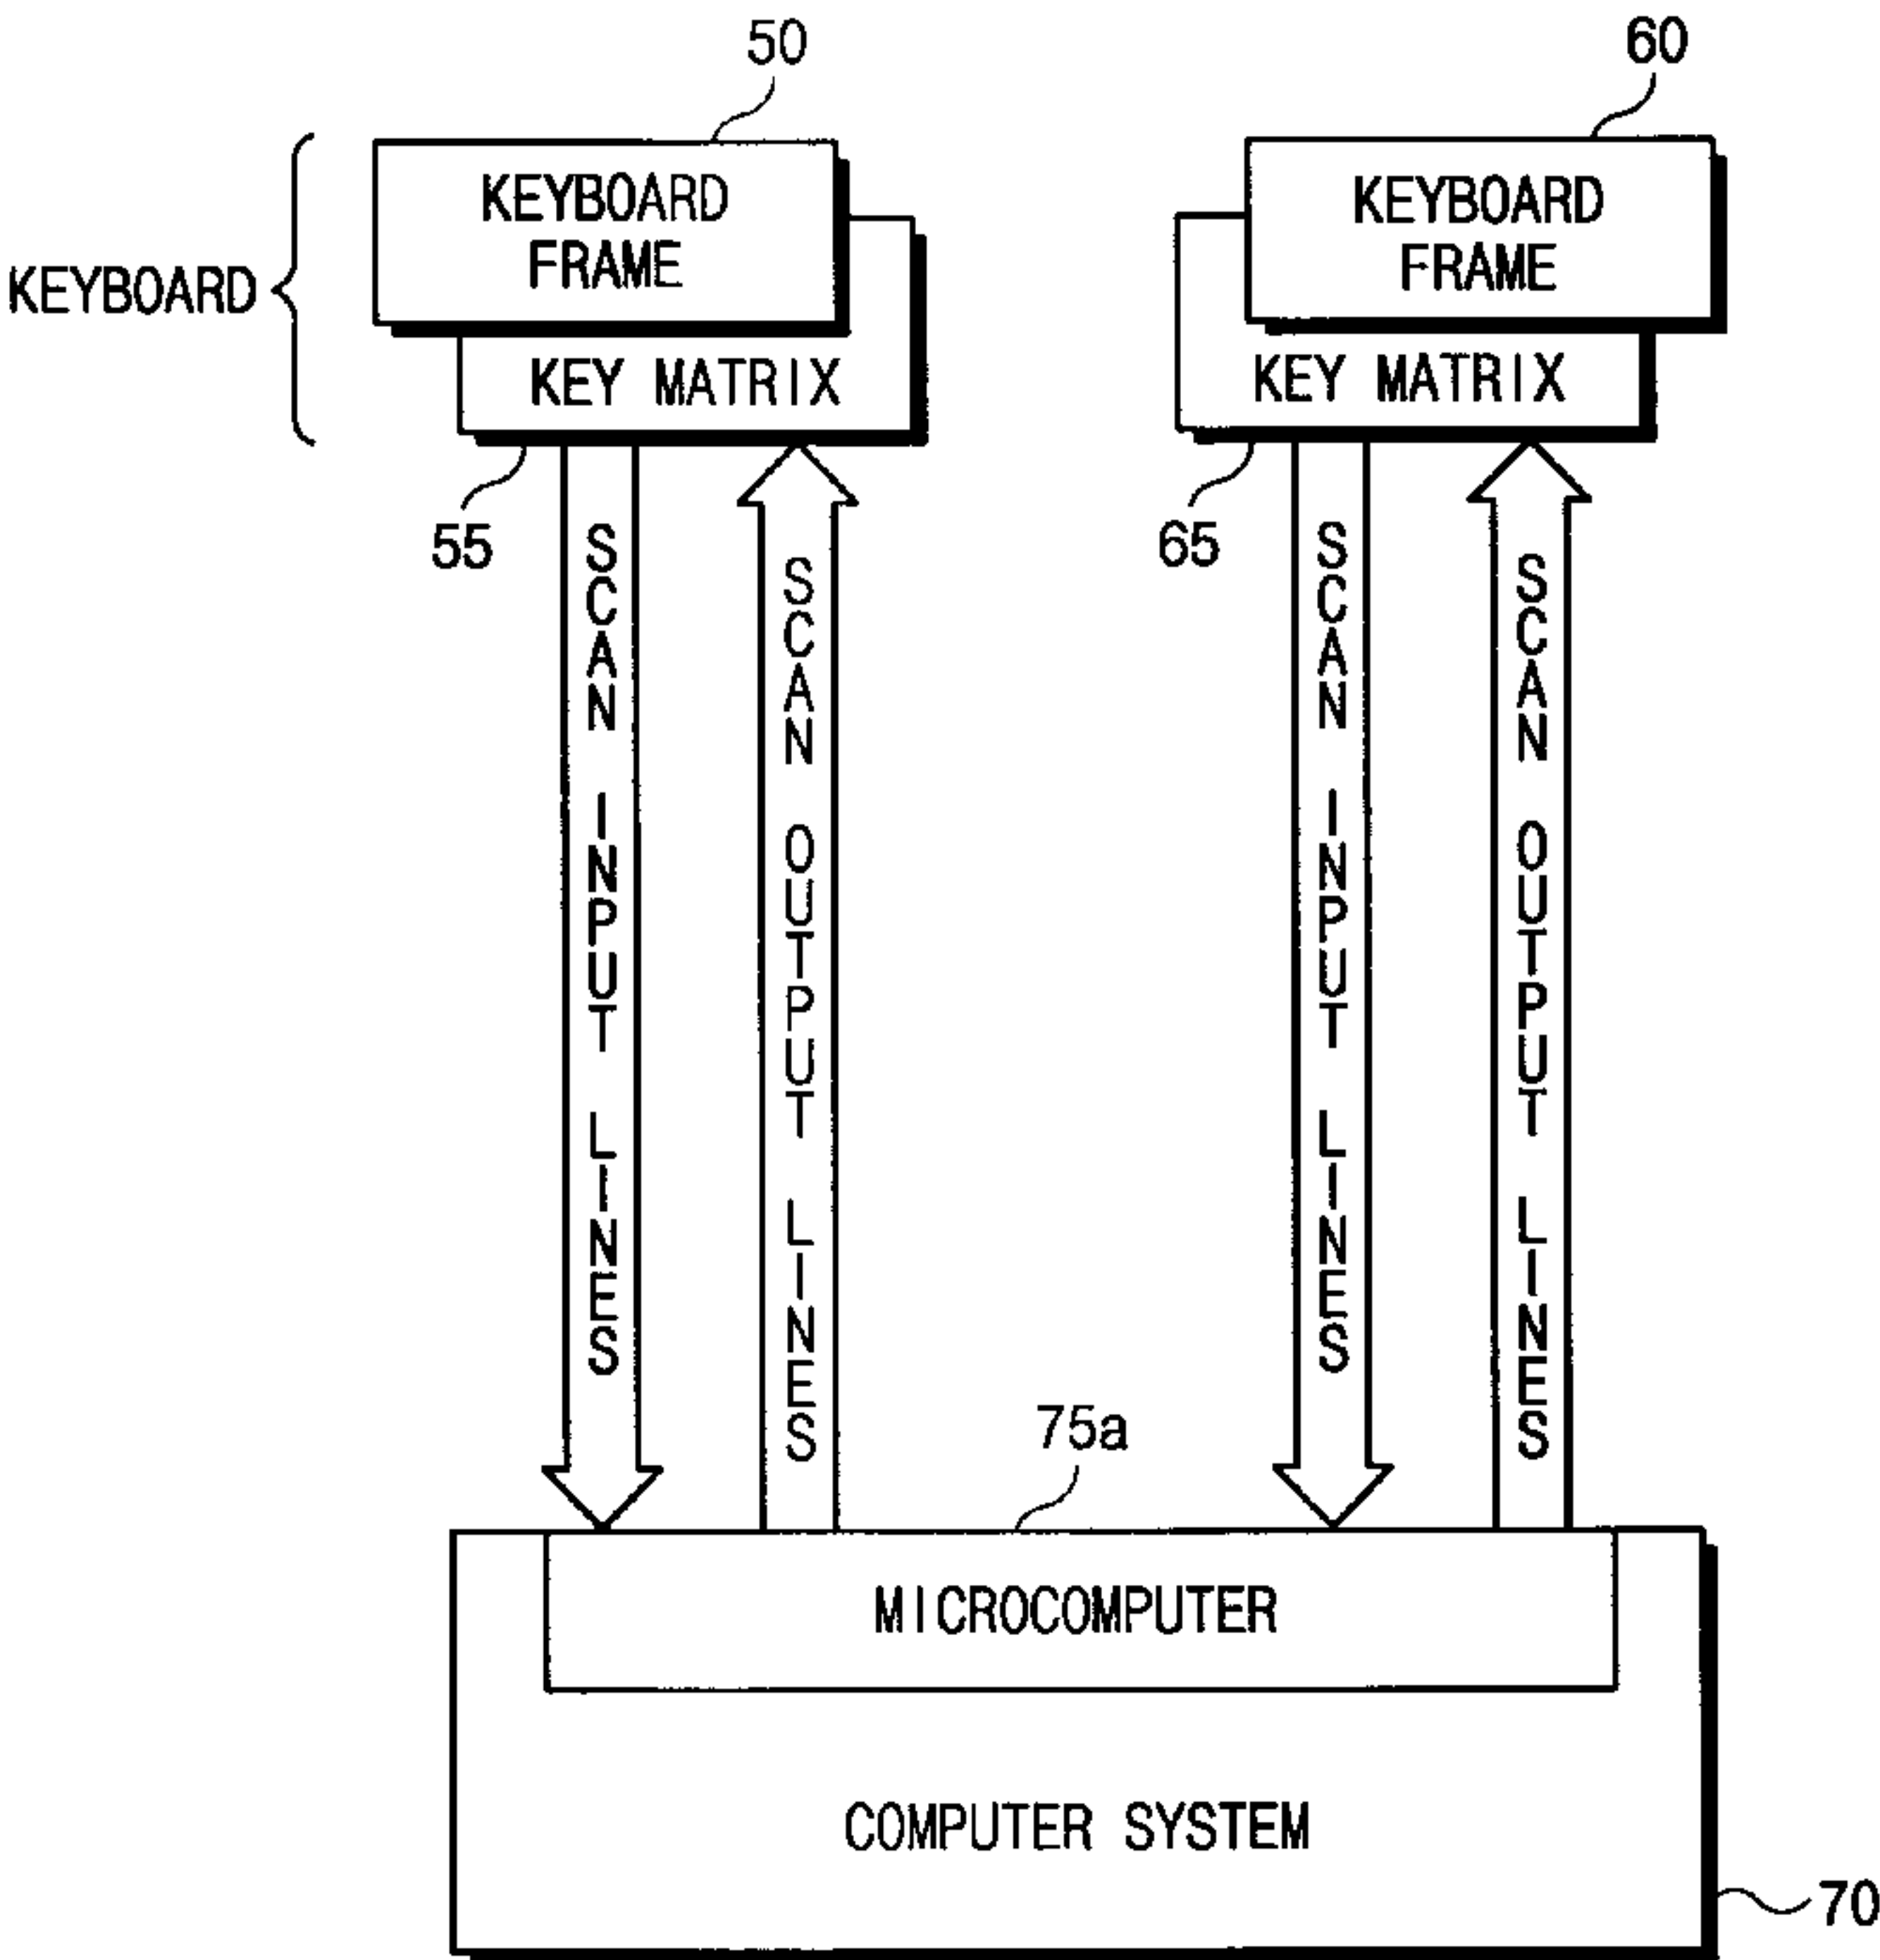 50
60
KEYBOARD
KEYBOARD
FRAME
KEY MATRIX
KEYBOARD
FRAME
KEY MATRIX
55
65
SCAN INPUT LINES
SCAN OUTPUT LINES
SCAN INPUT LINES
SCAN OUTPUT LINES
75a
MICROCOMPUTER
COMPUTER SYSTEM
70